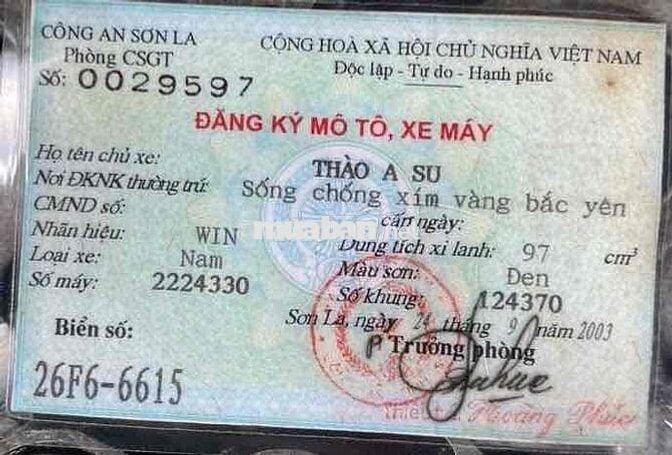 CÔNG AN SƠN LA
Phòng CSGT
Số: 0029597
CỘNG HOÀ XÃ HỘI CHỦ NGHĨA VIỆT NAM
Độc lập - Tự do - Hạnh phúc
ĐĂNG KÝ MÔ TÔ, XE MÁY
Họ tên chủ xe: THÀO A SU
Nơi ĐKNK thường trú: Sống chống xím vàng bắc yên
CMND số: cấp ngày:
Nhãn hiệu: WIN Dung tích xi lanh: 97 cm³
Loại xe: Nam Màu sơn: Đen
Số máy: 2224330 Số khung: 124370
Sơn La, ngày 24 tháng 9 năm 2003
Biển số: P Trưởng phòng
26F6-6615
muaban.net